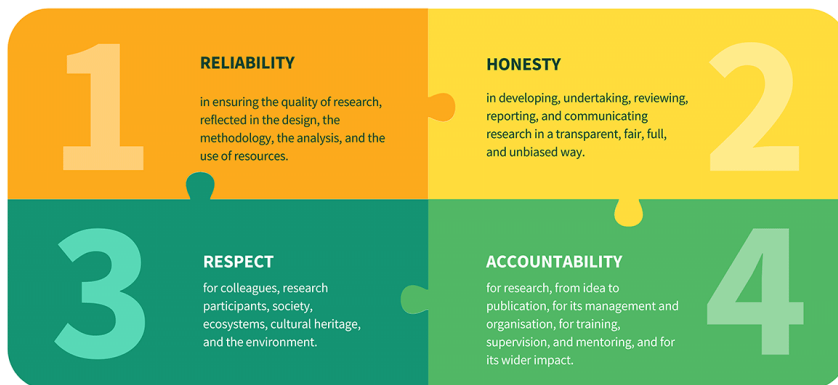 1
RELIABILITY
in ensuring the quality of research,
reflected in the design, the
methodology, the analysis, and the
use of resources.
2
HONESTY
in developing, undertaking, reviewing,
reporting, and communicating
research in a transparent, fair, full,
and unbiased way.
3
RESPECT
for colleagues, research
participants, society,
ecosystems, cultural heritage,
and the environment.
4
ACCOUNTABILITY
for research, from idea to
publication, for its management and
organisation, for training,
supervision, and mentoring, and for
its wider impact.